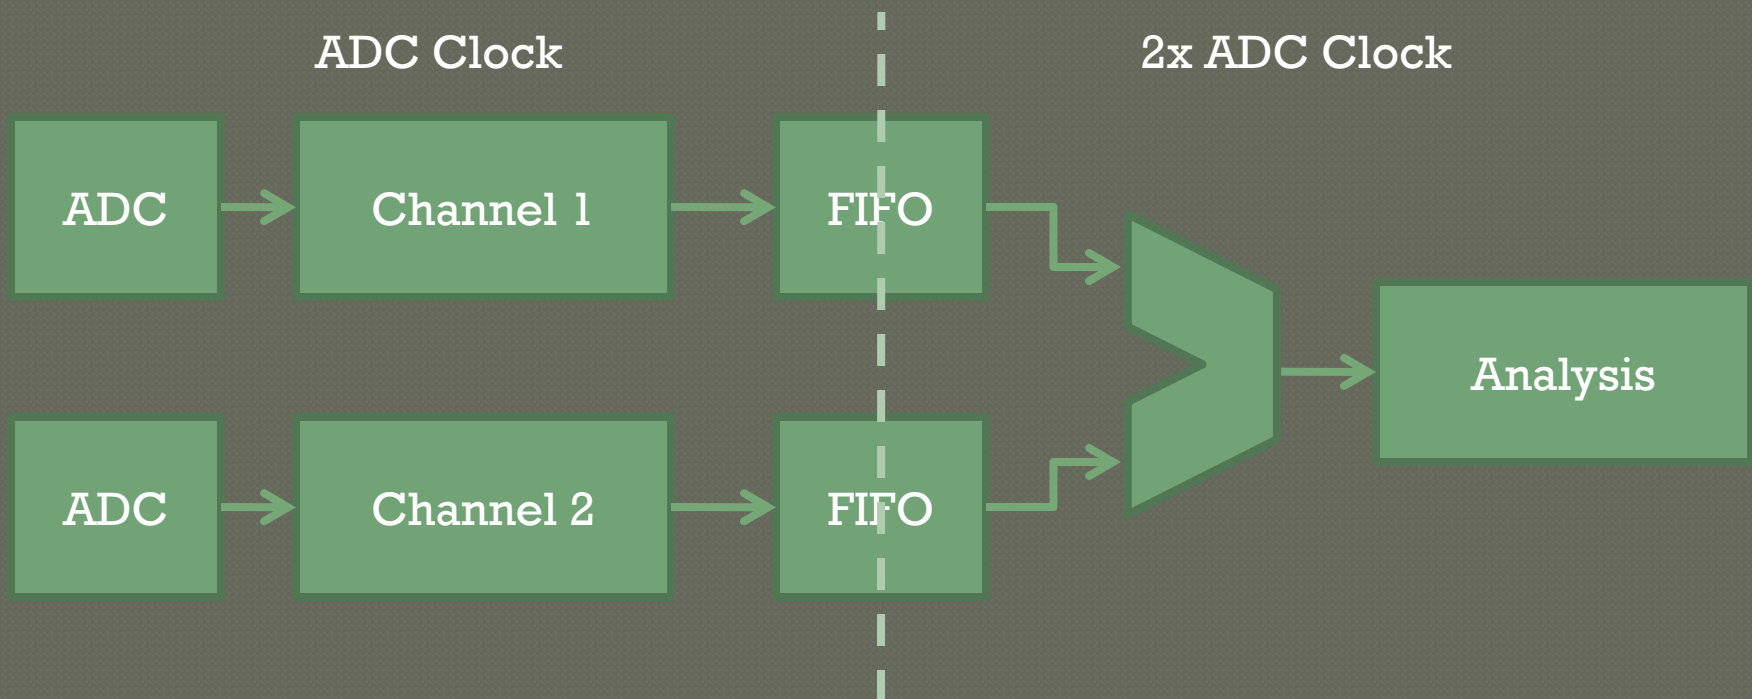 ADC Clock
2x ADC Clock
ADC
Channel 1
FIFO
Analysis
ADC
Channel 2
FIFO